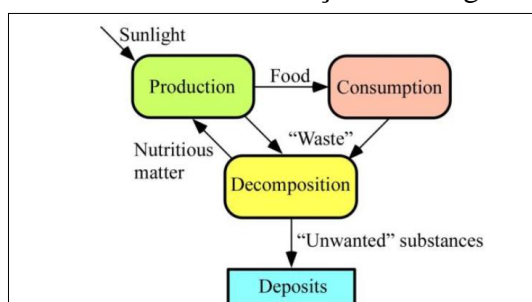 Sunlight
Production
Food
Consumption
“Waste”
Nutritious
matter
Decomposition
“Unwanted” substances
Deposits